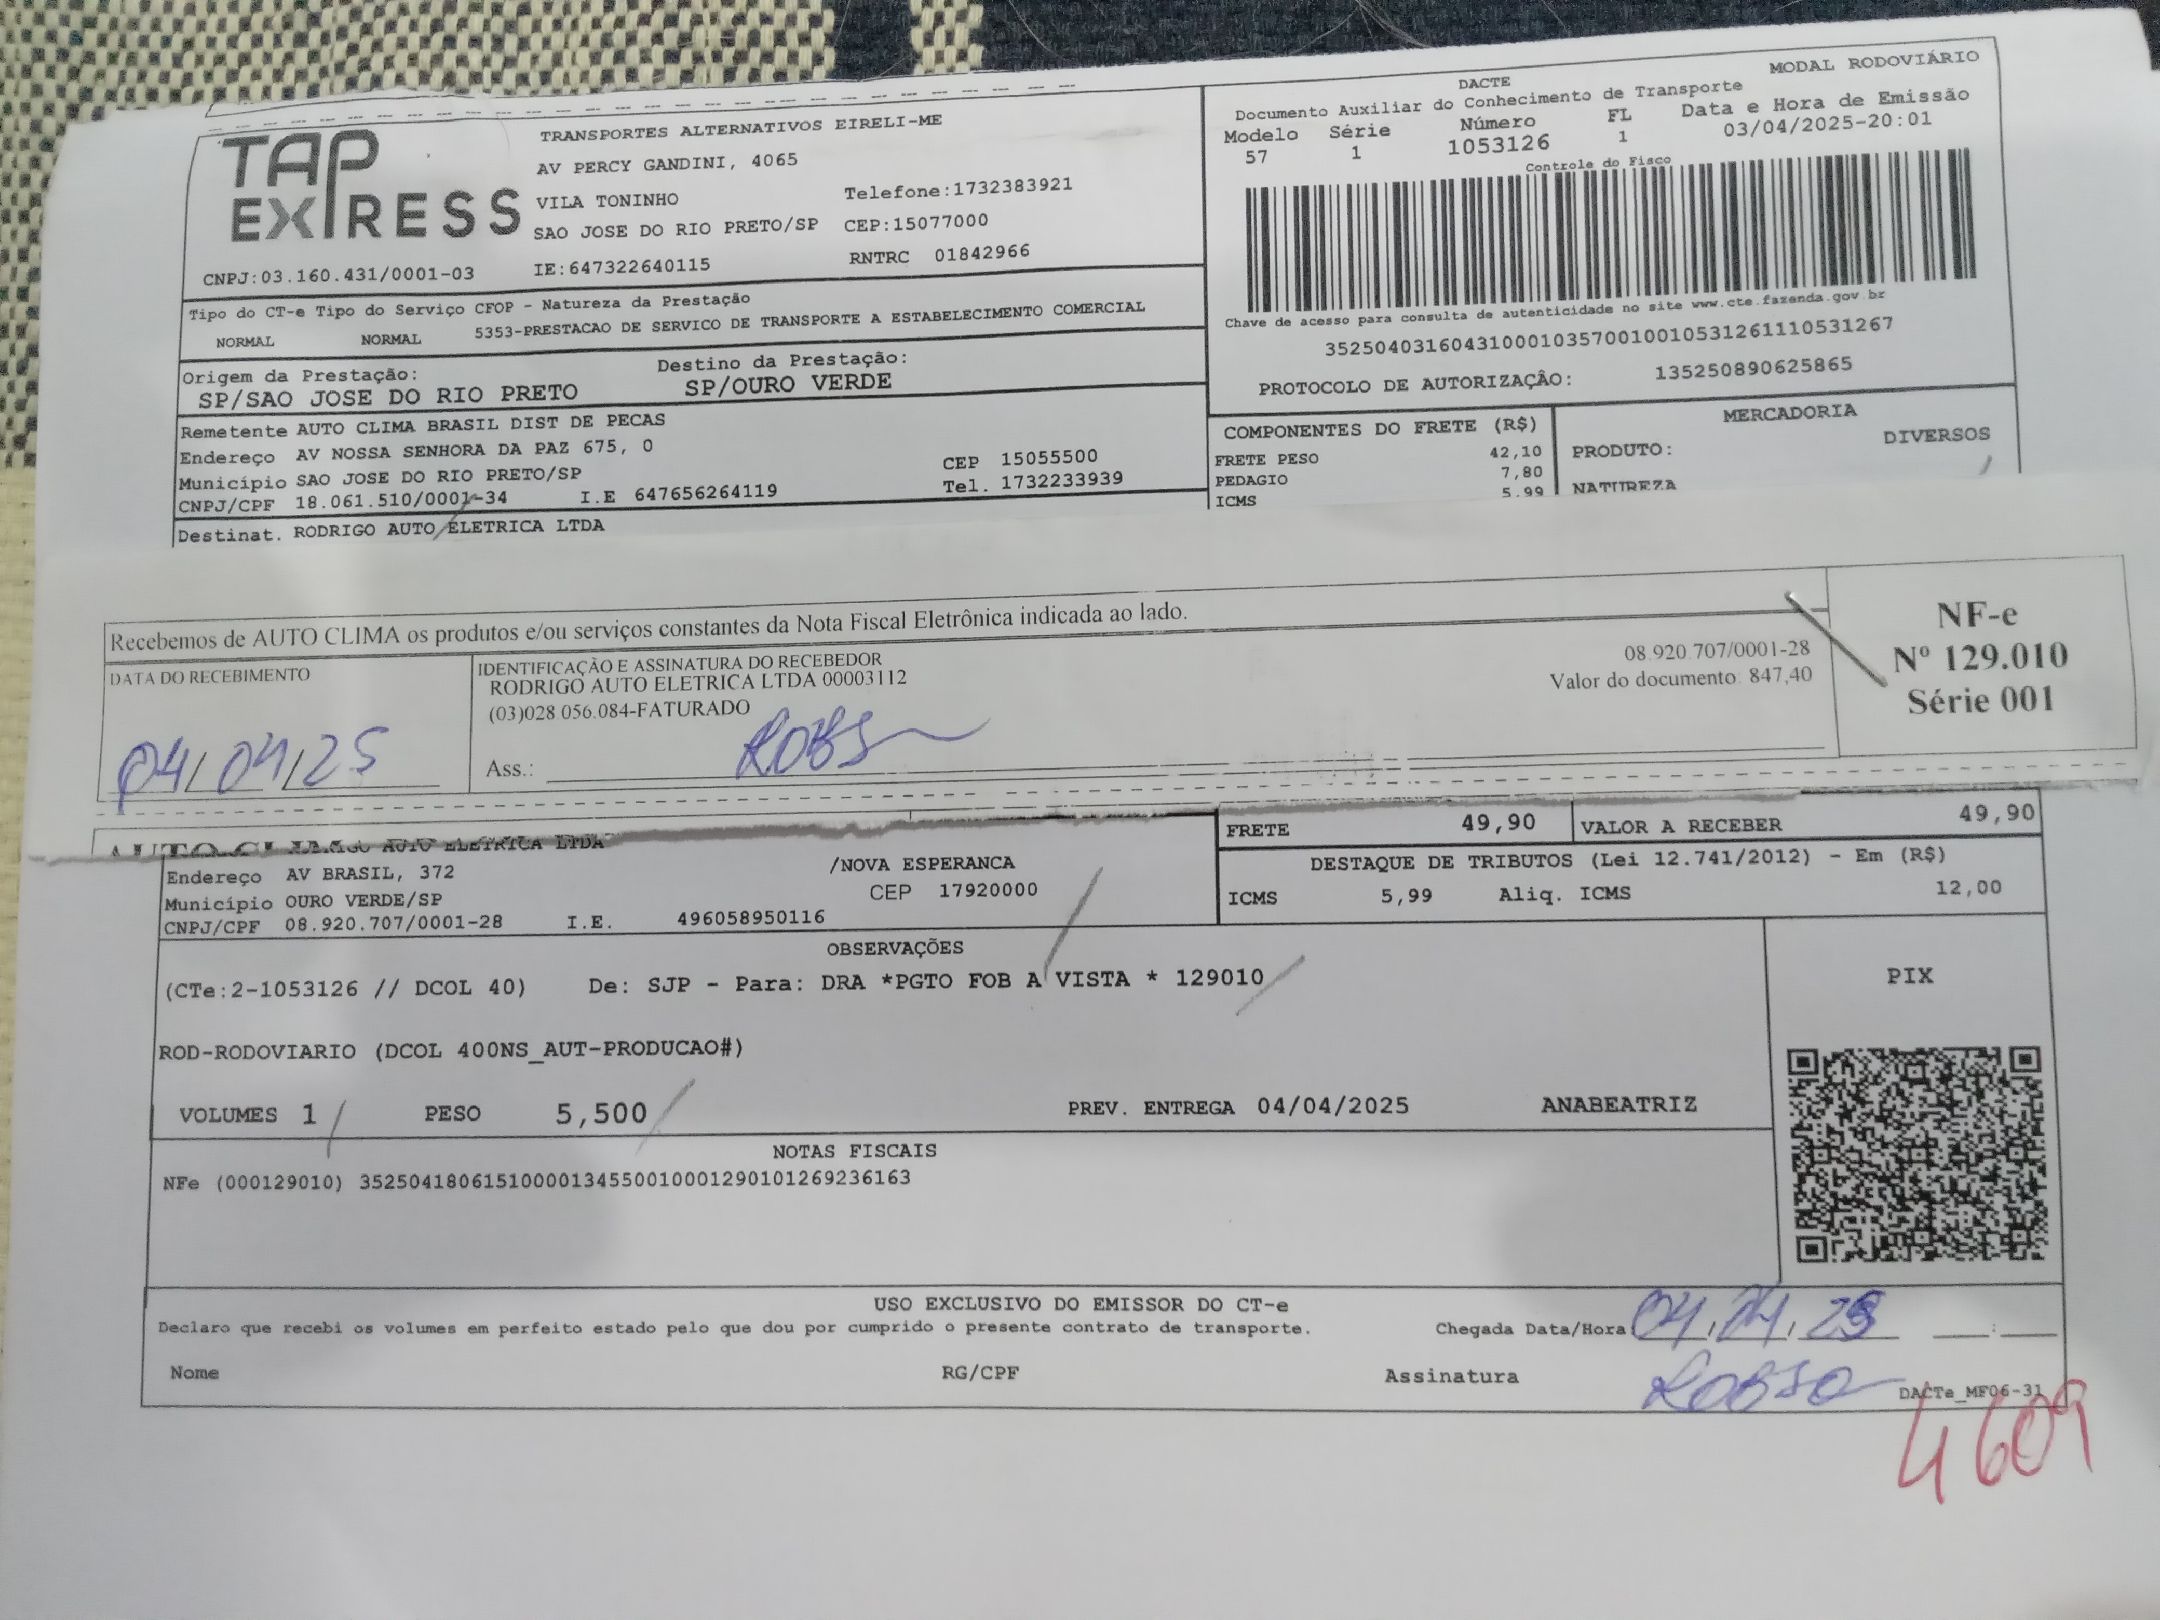 TAP EXPRESS
TRANSPORTES ALTERNATIVOS EIRELI-ME
AV PERCY GANDINI, 4065
VILA TONINHO Telefone:1732383921
SAO JOSE DO RIO PRETO/SP CEP:15077000
CNPJ:03.160.431/0001-03 IE:647322640115 RNTRC 01842966
DACTE MODAL RODOVIÁRIO
Documento Auxiliar do Conhecimento de Transporte
Modelo Série Número FL Data e Hora de Emissão
57 1 1053126 1 03/04/2025-20:01
Controle do Fisco
Chave de acesso para consulta de autenticidade no site www.cte.fazenda.gov.br
35250403160431000103570010010531261110531267
PROTOCOLO DE AUTORIZAÇÂO: 135250890625865
Tipo do CT-e Tipo do Serviço CFOP - Natureza da Prestação
NORMAL NORMAL 5353-PRESTACAO DE SERVICO DE TRANSPORTE A ESTABELECIMENTO COMERCIAL
Origem da Prestação: Destino da Prestação:
SP/SAO JOSE DO RIO PRETO SP/OURO VERDE
Remetente AUTO CLIMA BRASIL DIST DE PECAS
Endereço AV NOSSA SENHORA DA PAZ 675, 0
Município SAO JOSE DO RIO PRETO/SP CEP 15055500
CNPJ/CPF 18.061.510/0001-34 I.E 647656264119 Tel. 1732233939
Destinat. RODRIGO AUTO ELETRICA LTDA
COMPONENTES DO FRETE (R$)
FRETE PESO 42,10
PEDAGIO 7,80
ICMS 5.99
MERCADORIA
PRODUTO: DIVERSOS
NATUREZA
Recebemos de AUTO CLIMA os produtos e/ou serviços constantes da Nota Fiscal Eletrônica indicada ao lado.
DATA DO RECEBIMENTO
04/04/25
IDENTIFICAÇÃO E ASSINATURA DO RECEBEDOR
RODRIGO AUTO ELETRICA LTDA 00003112
(03)028 056.084-FATURADO
08.920.707/0001-28
Valor do documento: 847,40
Ass.:
NF-e
Nº 129.010
Série 001
AUTO CLIMA AUTO ELETRICA LTDA
Endereço AV BRASIL, 372 /NOVA ESPERANCA
Município OURO VERDE/SP CEP 17920000
CNPJ/CPF 08.920.707/0001-28 I.E. 496058950116
FRETE 49,90 VALOR A RECEBER 49,90
DESTAQUE DE TRIBUTOS (Lei 12.741/2012) - Em (R$)
ICMS 5,99 Aliq. ICMS 12,00
OBSERVAÇÕES
(CTe:2-1053126 // DCOL 40) De: SJP - Para: DRA *PGTO FOB A VISTA * 129010
ROD-RODOVIARIO (DCOL 400NS_AUT-PRODUCAO#)
VOLUMES 1 PESO 5,500 PREV. ENTREGA 04/04/2025 ANABEATRIZ
PIX
NOTAS FISCAIS
NFe (000129010) 35250418061510000134550010001290101269236163
USO EXCLUSIVO DO EMISSOR DO CT-e
Declaro que recebi os volumes em perfeito estado pelo que dou por cumprido o presente contrato de transporte. Chegada Data/Hora:
Nome RG/CPF Assinatura DACTe_MF06-31
4609